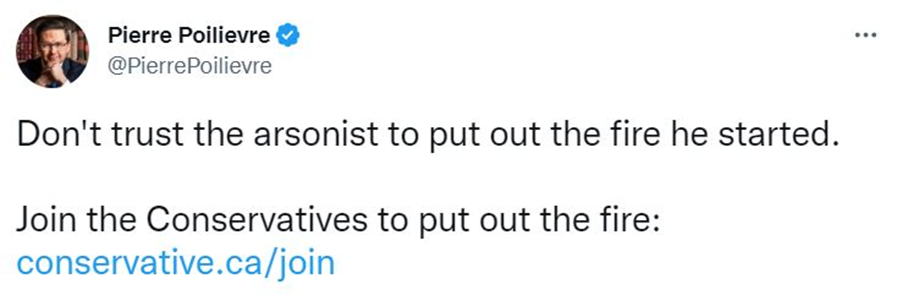 Pierre Poilievre
@PierrePoilievre
Don't trust the arsonist to put out the fire he started.
Join the Conservatives to put out the fire:
conservative.ca/join